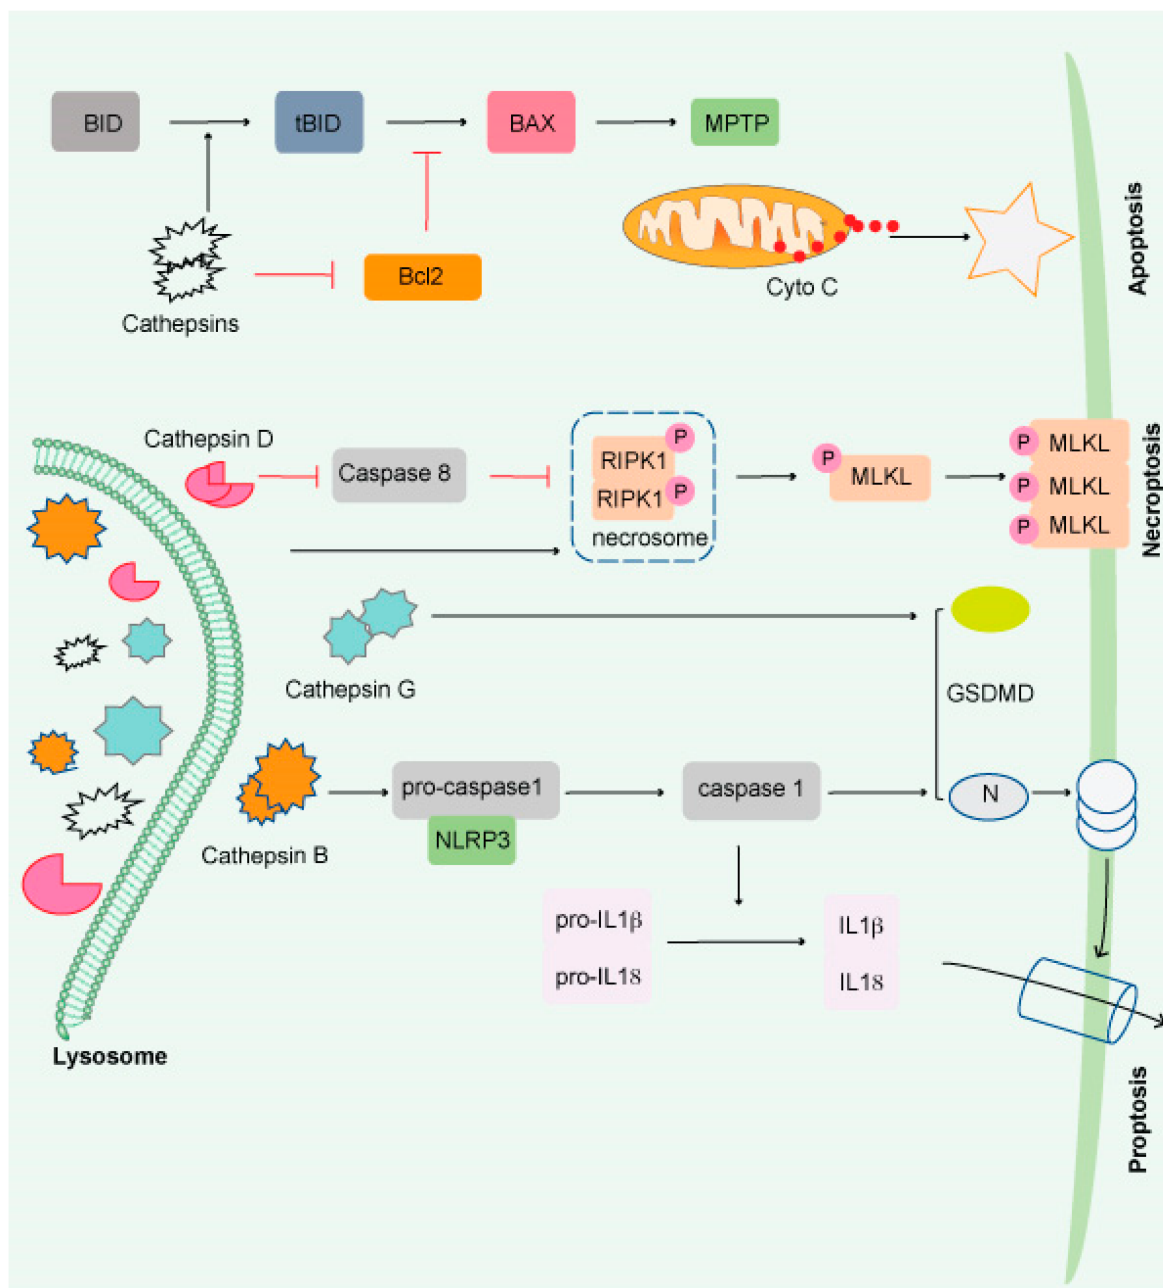 BID
tBID
BAX
MPTP
Cathepsins
Bcl2
Cyto C
Apoptosis
Cathepsin D
Caspase 8
P
RIPK1
RIPK1
P
necrosome
P
MLKL
P
MLKL
P
MLKL
P
MLKL
Necroptosis
Cathepsin G
GSDMD
Cathepsin B
pro-caspase1
NLRP3
caspase 1
N
pro-IL1β
pro-IL18
IL1β
IL18
Lysosome
Proptosis